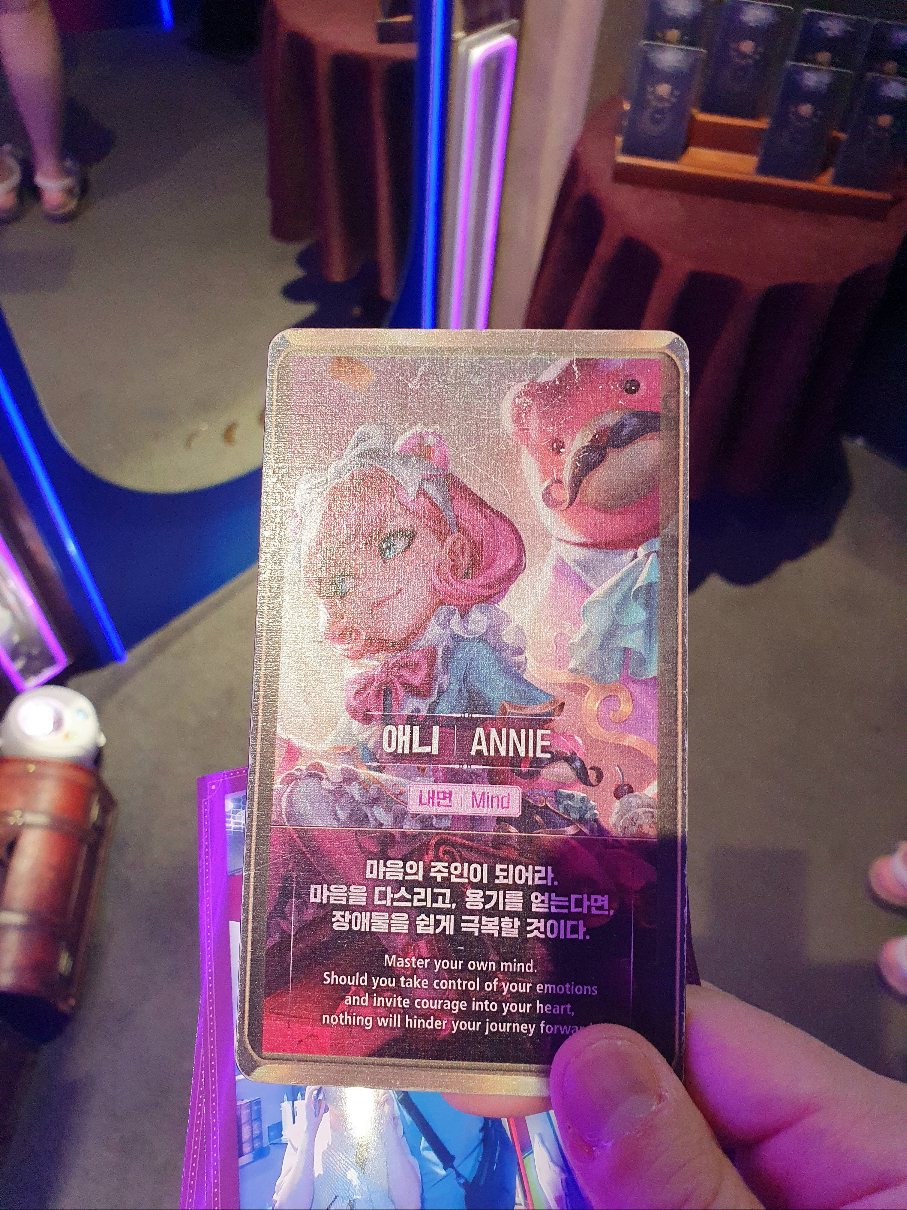 애니 | ANNIE
내면 | Mind
마음의 주인이 되어라.
마음을 다스리고, 용기를 얻는다면,
장애물을 쉽게 극복할 것이다.
Master your own mind.
Should you take control of your emotions
and invite courage into your heart,
nothing will hinder your journey